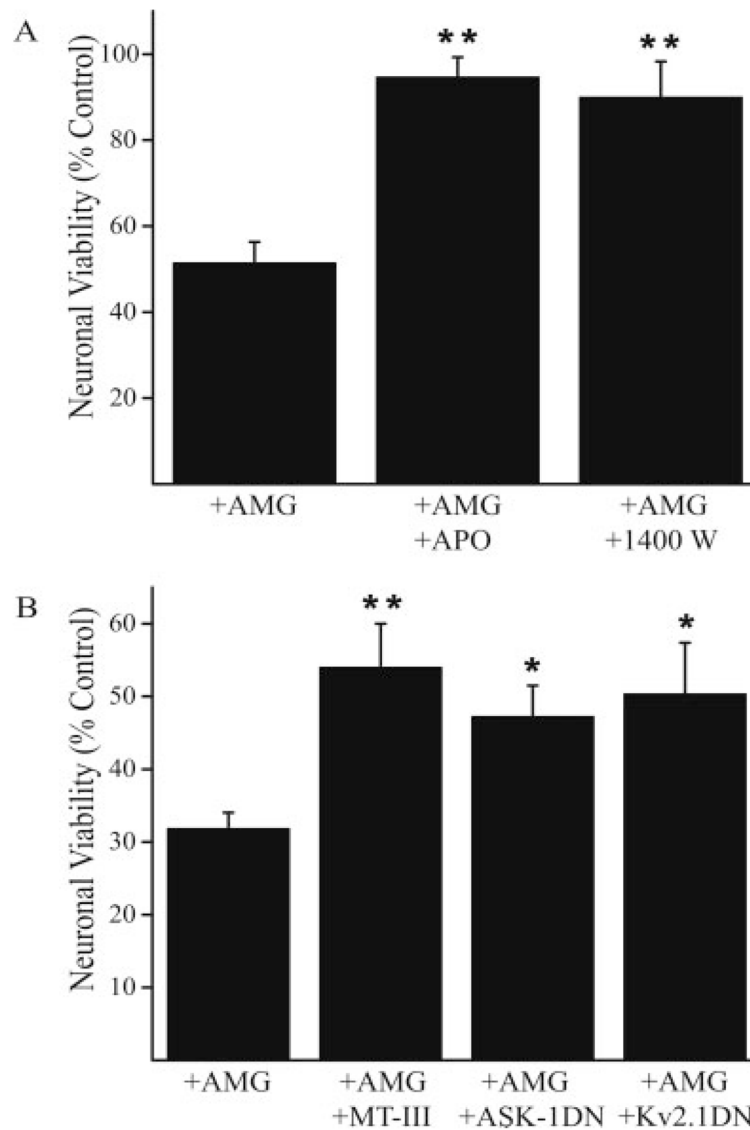 A
Neuronal Viability (% Control)
100
80
60
40
20
** **
+AMG +AMG +AMG
+APO +1400 W
B
Neuronal Viability (% Control)
60
50
40
30
20
10
** * *
+AMG +AMG +AMG +AMG
+MT-III +ASK-1DN +Kv2.1DN